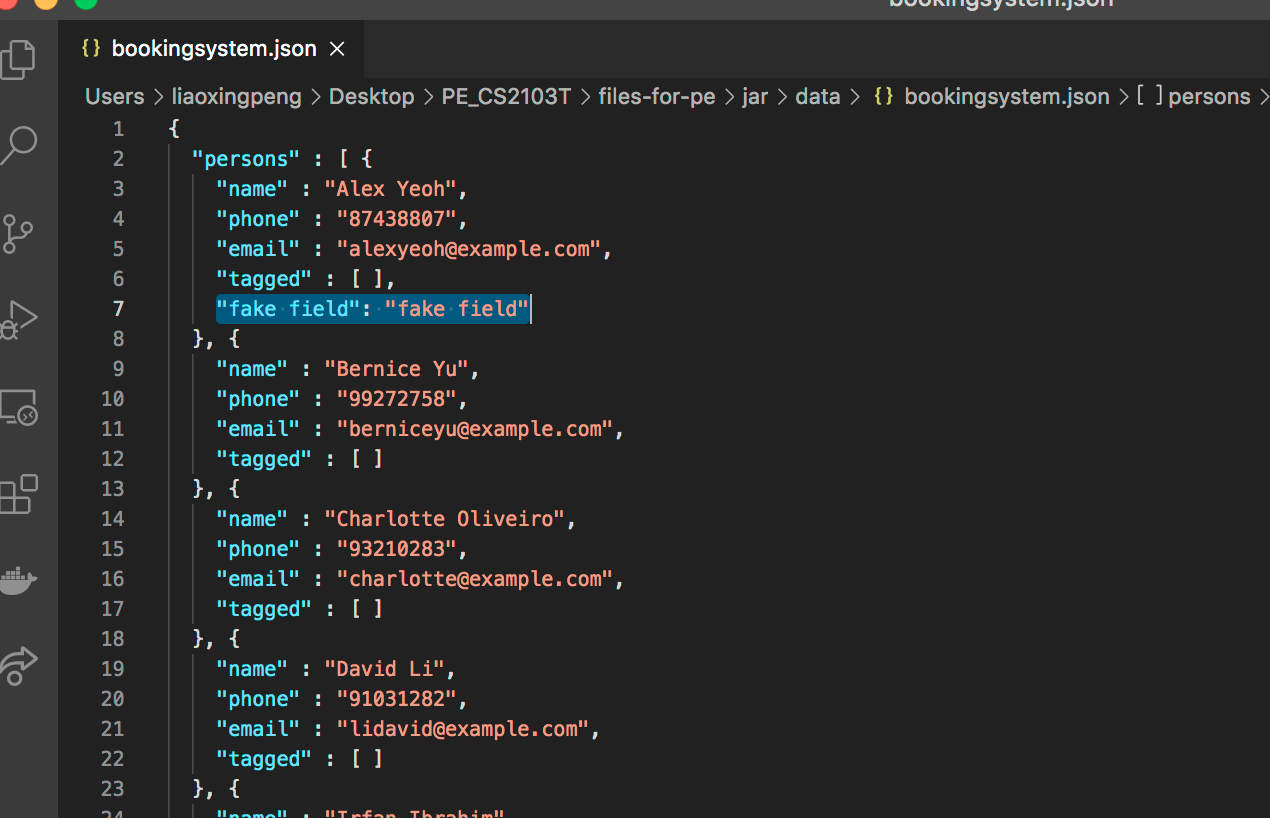 bookingsystem.json
{} bookingsystem.json ×
Users > liaoxingpeng > Desktop > PE_CS2103T > files-for-pe > jar > data > {} bookingsystem.json > [ ] persons >
1 {
2 "persons" : [ {
3 "name" : "Alex Yeoh",
4 "phone" : "87438807",
5 "email" : "alexyeoh@example.com",
6 "tagged" : [ ],
7 "fake field": "fake field"
8 }, {
9 "name" : "Bernice Yu",
10 "phone" : "99272758",
11 "email" : "berniceyu@example.com",
12 "tagged" : [ ]
13 }, {
14 "name" : "Charlotte Oliveiro",
15 "phone" : "93210283",
16 "email" : "charlotte@example.com",
17 "tagged" : [ ]
18 }, {
19 "name" : "David Li",
20 "phone" : "91031282",
21 "email" : "lidavid@example.com",
22 "tagged" : [ ]
23 }, {
24 "name" : "Irfan Ibrahim"